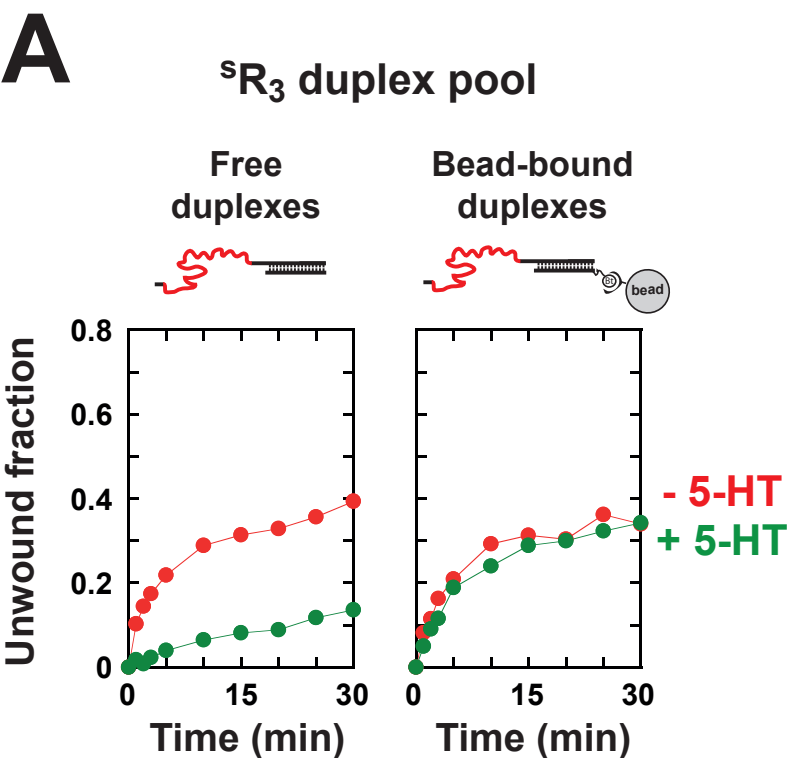 A
ˢR₃ duplex pool
Free
duplexes
Bead-bound
duplexes
Bt
bead
Unwound fraction
0.8
0.6
0.4
0.2
0
0
15
30
Time (min)
0
15
30
Time (min)
- 5-HT
+ 5-HT